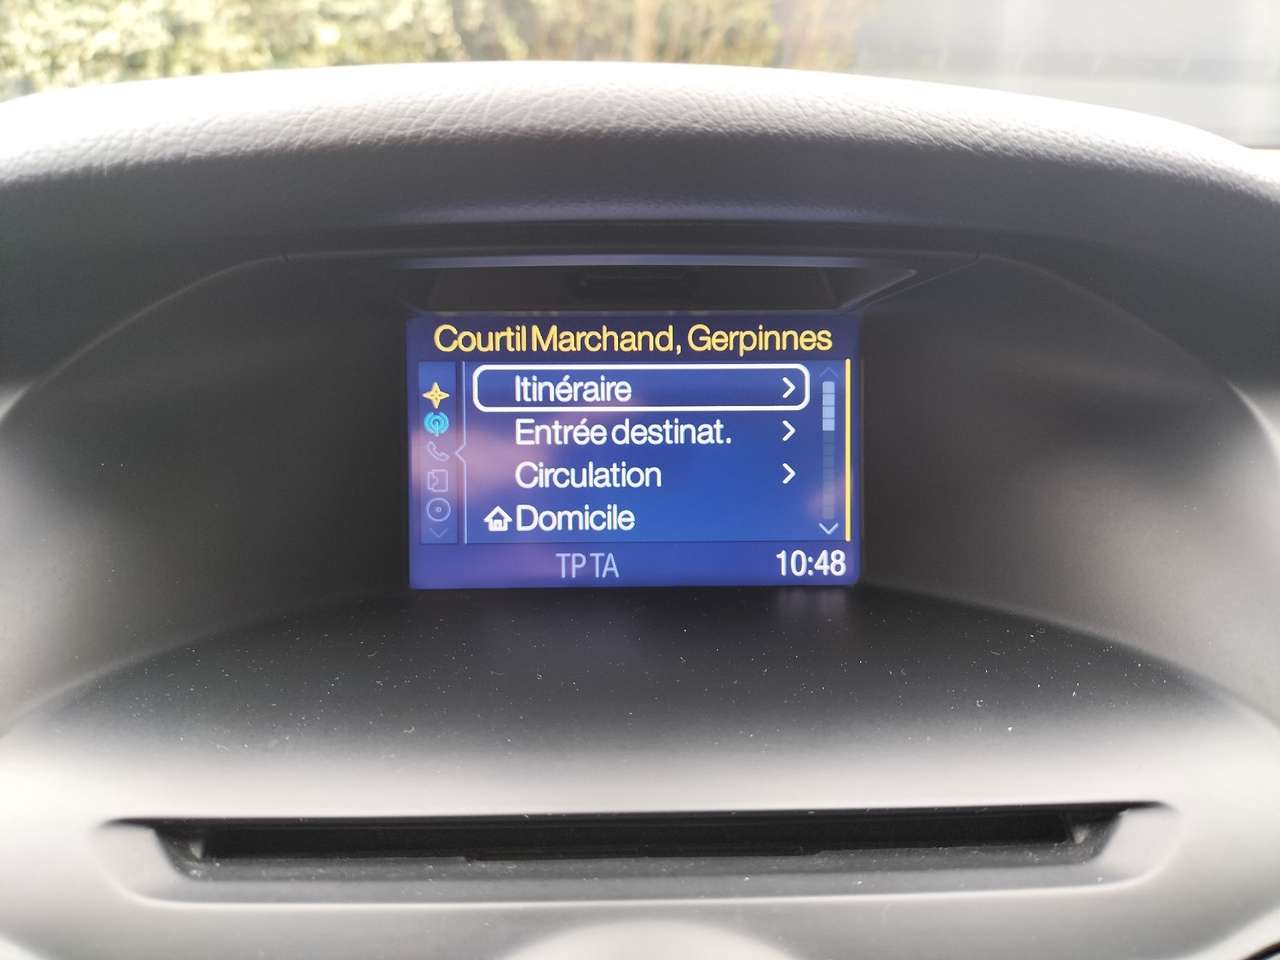 Courtil Marchand, Gerpinnes
Itinéraire
Entrée destinat.
Circulation
Domicile
TP TA 10:48